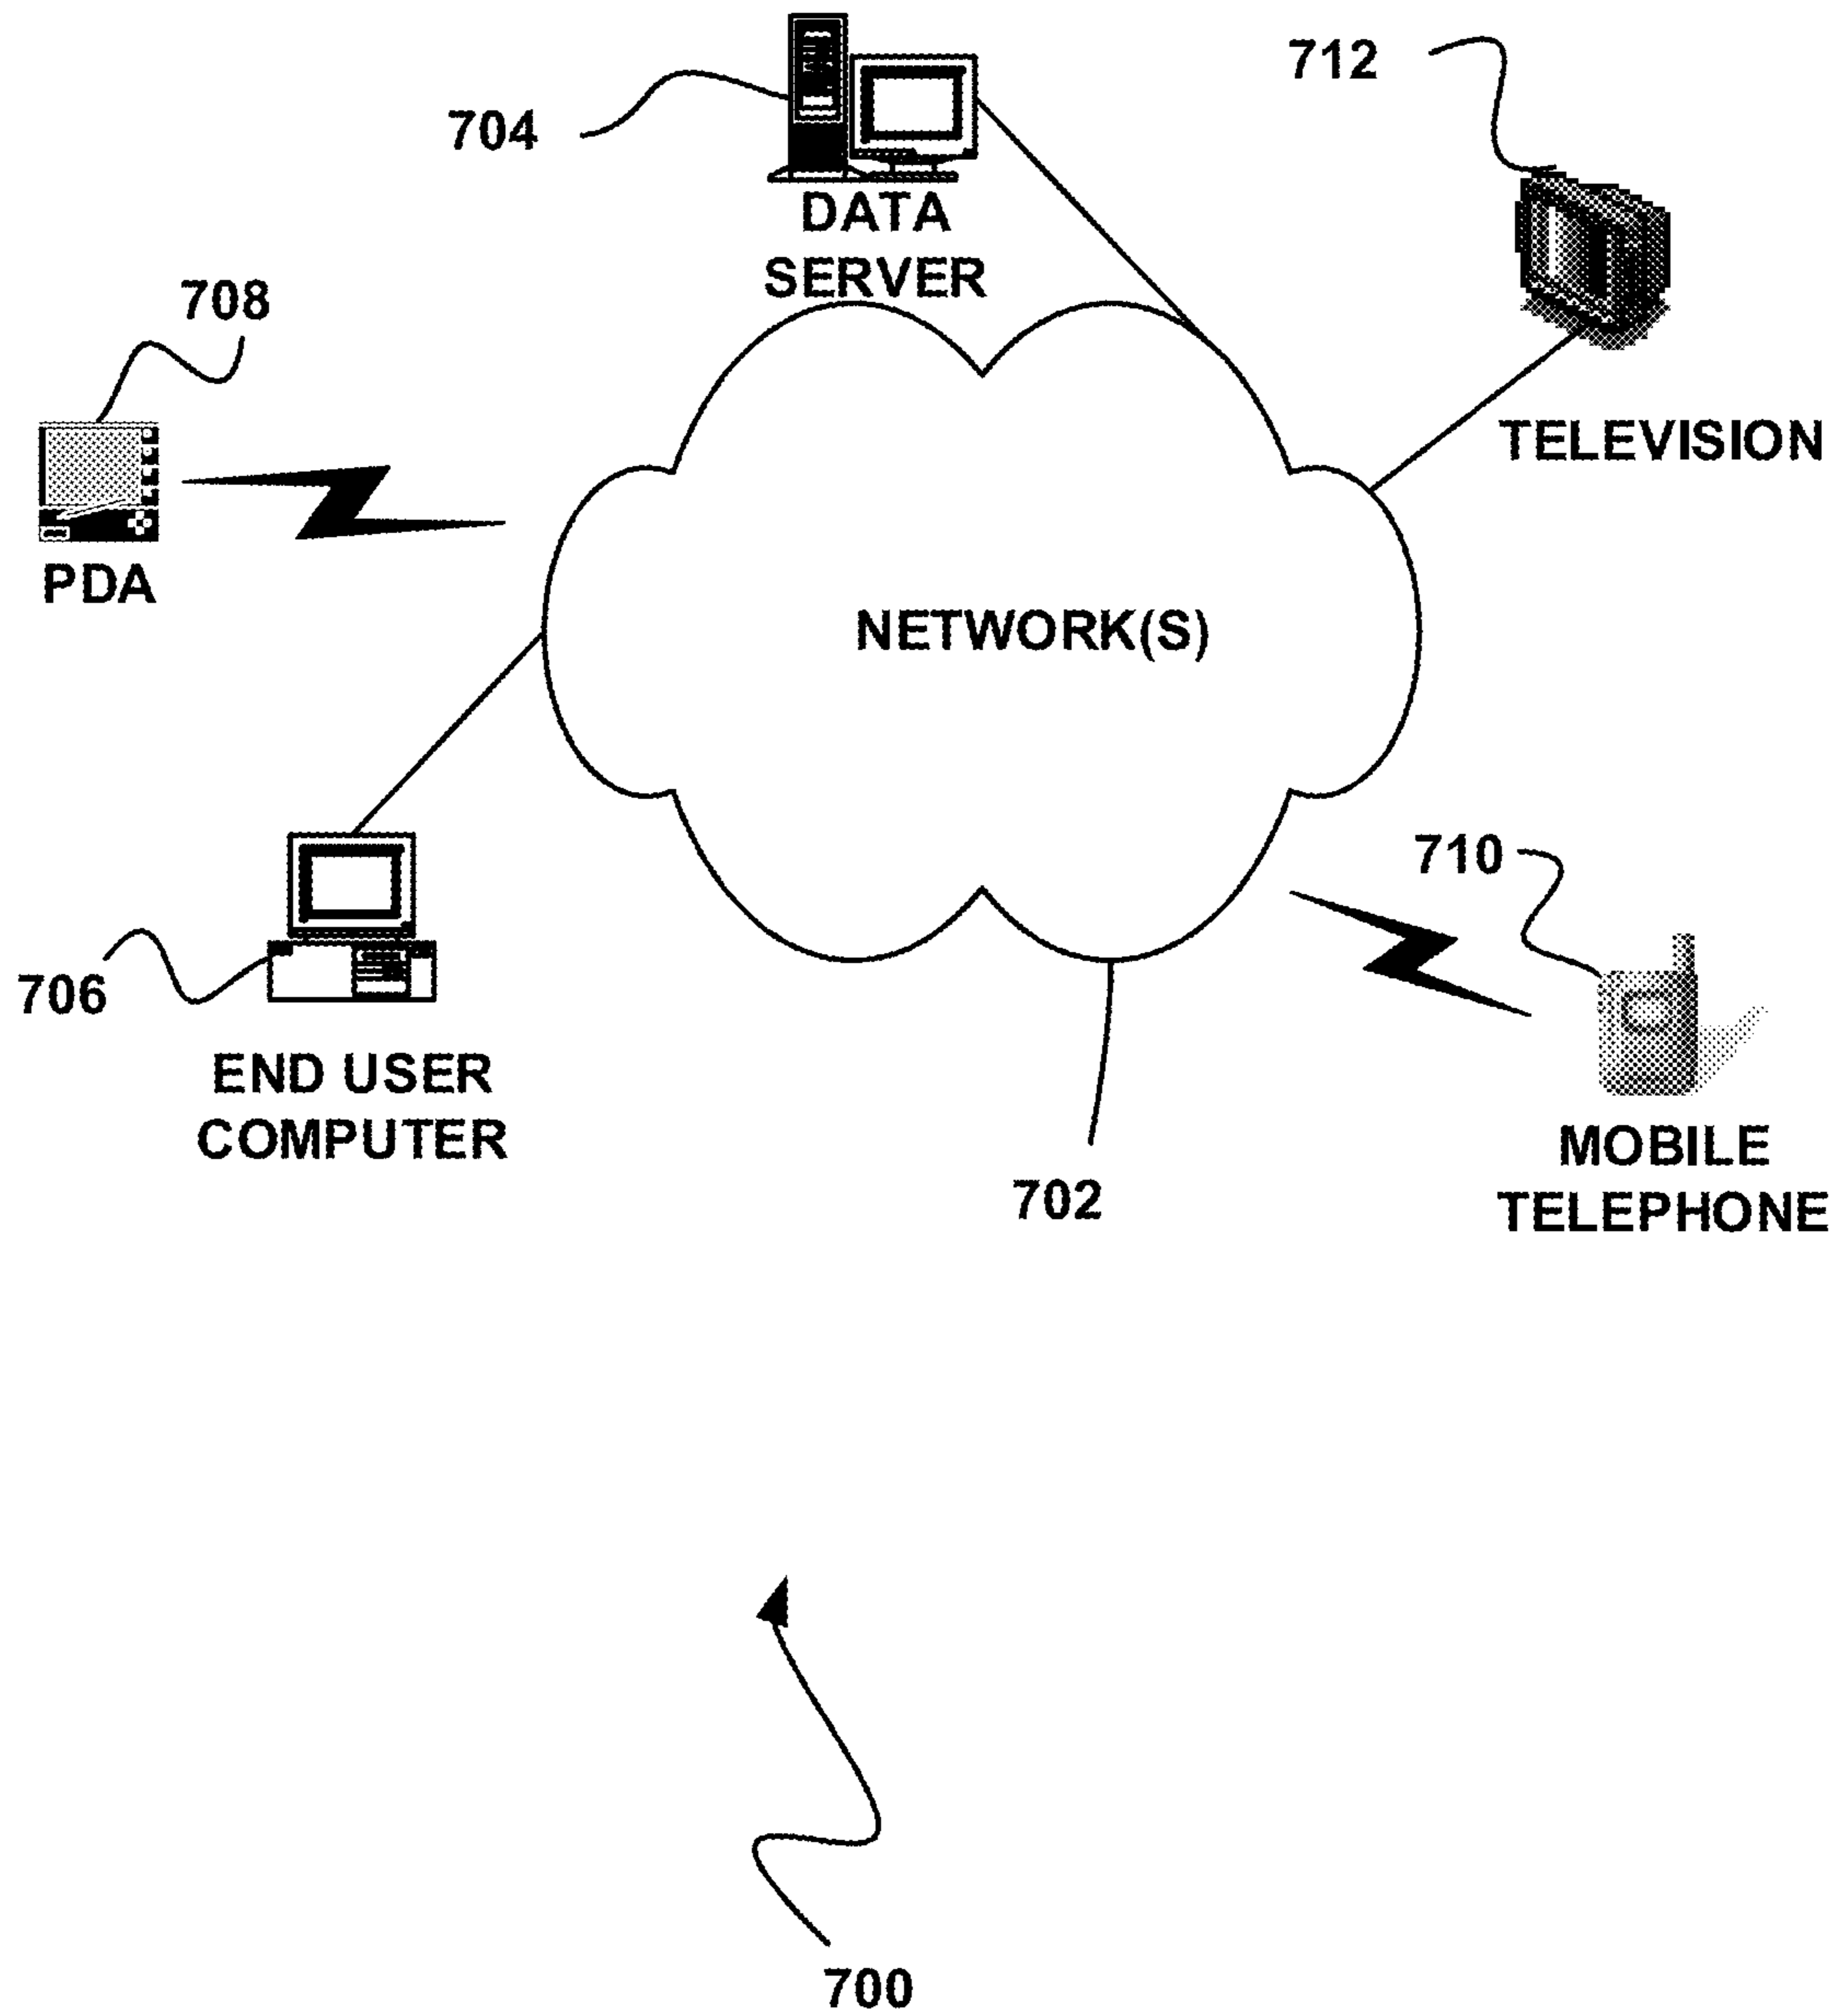 712
704
DATA
SERVER
708
TELEVISION
PDA
NETWORK(S)
710
706
END USER
COMPUTER
702
MOBILE
TELEPHONE
700